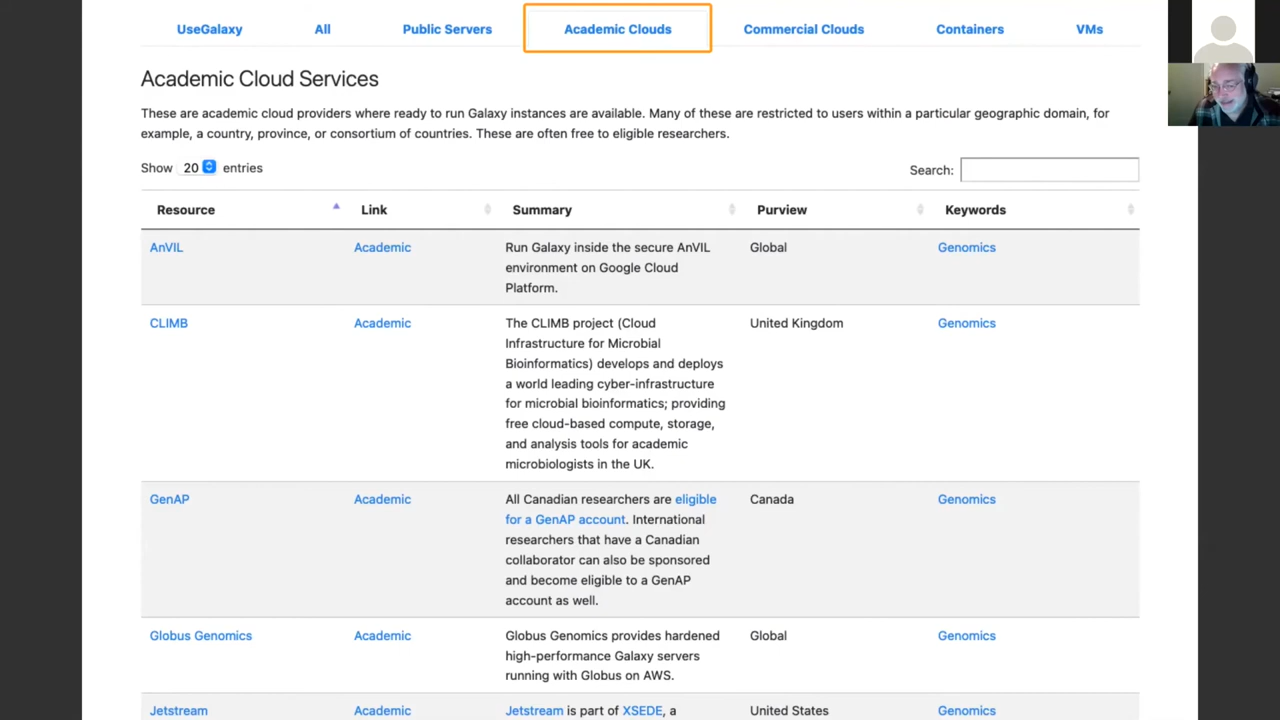 UseGalaxy All Public Servers Academic Clouds Commercial Clouds Containers VMs
Academic Cloud Services
These are academic cloud providers where ready to run Galaxy instances are available. Many of these are restricted to users within a particular geographic domain, for
example, a country, province, or consortium of countries. These are often free to eligible researchers.
Show 20 entries
Search:
Resource Link Summary Purview Keywords
AnVIL Academic Run Galaxy inside the secure AnVIL Global Genomics
environment on Google Cloud
Platform.
CLIMB Academic The CLIMB project (Cloud United Kingdom Genomics
Infrastructure for Microbial
Bioinformatics) develops and deploys
a world leading cyber-infrastructure
for microbial bioinformatics; providing
free cloud-based compute, storage,
and analysis tools for academic
microbiologists in the UK.
GenAP Academic All Canadian researchers are eligible Canada Genomics
for a GenAP account. International
researchers that have a Canadian
collaborator can also be sponsored
and become eligible to a GenAP
account as well.
Globus Genomics Academic Globus Genomics provides hardened Global Genomics
high-performance Galaxy servers
running with Globus on AWS.
Jetstream Academic Jetstream is part of XSEDE, a United States Genomics